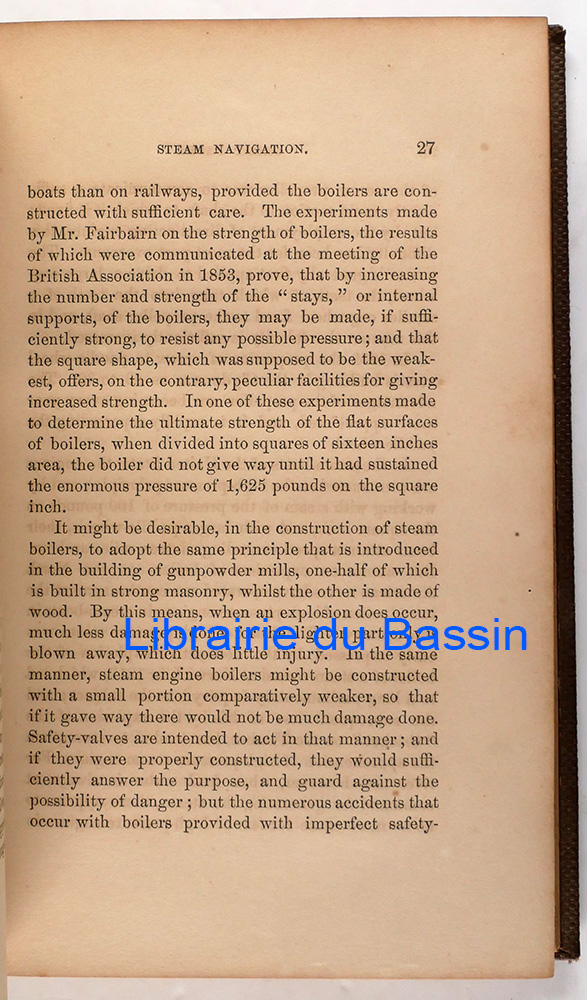 STEAM NAVIGATION. 27
boats than on railways, provided the boilers are con-
structed with sufficient care. The experiments made
by Mr. Fairbairn on the strength of boilers, the results
of which were communicated at the meeting of the
British Association in 1853, prove, that by increasing
the number and strength of the “stays,” or internal
supports, of the boilers, they may be made, if suffi-
ciently strong, to resist any possible pressure; and that
the square shape, which was supposed to be the weak-
est, offers, on the contrary, peculiar facilities for giving
increased strength. In one of these experiments made
to determine the ultimate strength of the flat surfaces
of boilers, when divided into squares of sixteen inches
area, the boiler did not give way until it had sustained
the enormous pressure of 1,625 pounds on the square
inch.
It might be desirable, in the construction of steam
boilers, to adopt the same principle that is introduced
in the building of gunpowder mills, one-half of which
is built in strong masonry, whilst the other is made of
wood. By this means, when an explosion does occur,
much less damage is done, for the lighter part only is
Librairie du Bassin
blown away, which does little injury. In the same
manner, steam engine boilers might be constructed
with a small portion comparatively weaker, so that
if it gave way there would not be much damage done.
Safety-valves are intended to act in that manner; and
if they were properly constructed, they would suffi-
ciently answer the purpose, and guard against the
possibility of danger; but the numerous accidents that
occur with boilers provided with imperfect safety-